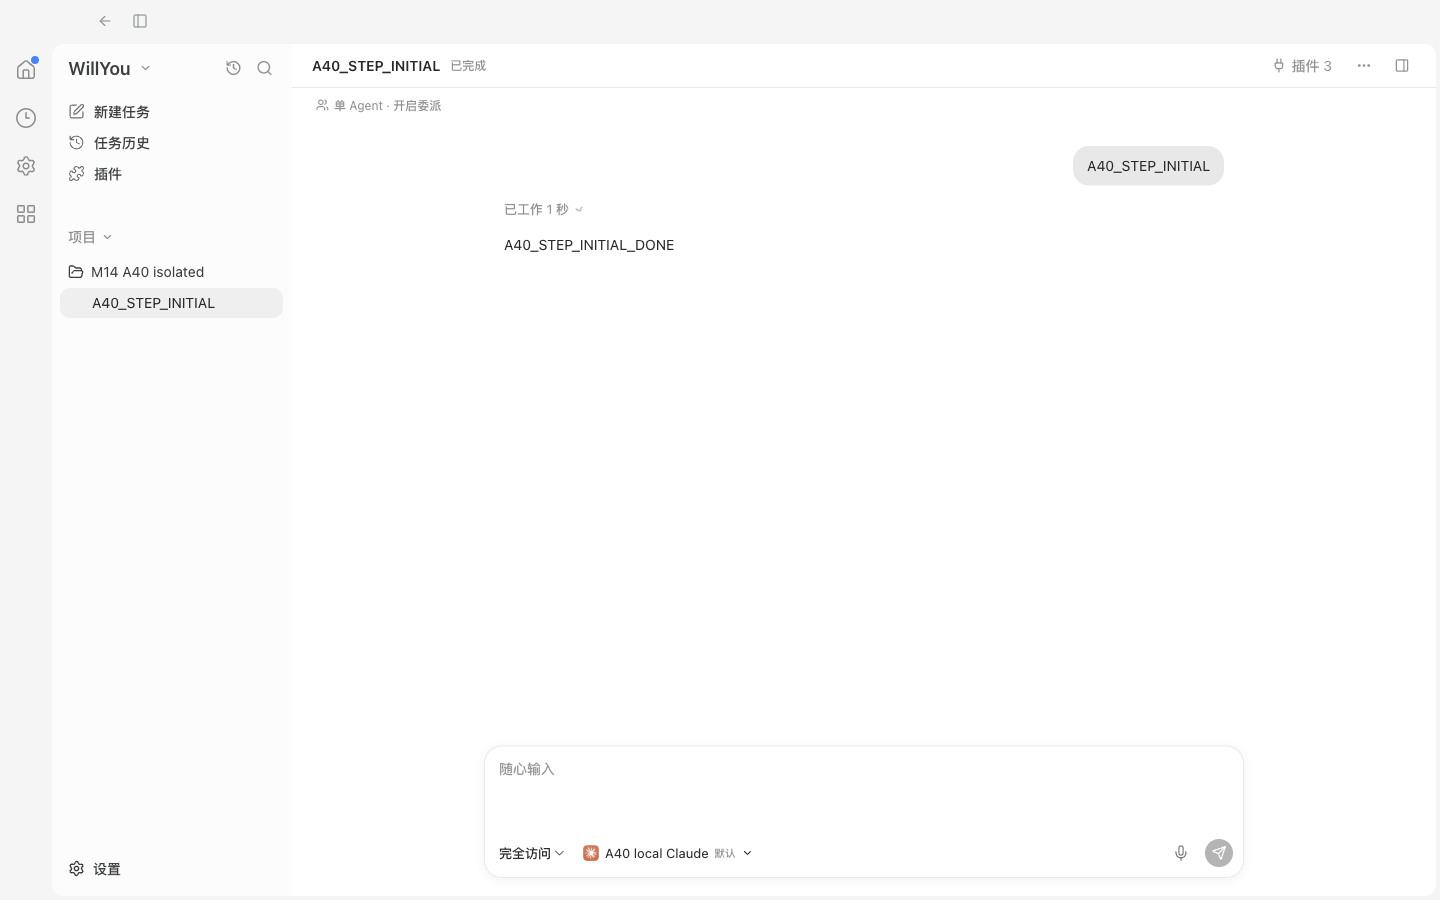 WillYou
新建任务
任务历史
插件
项目
M14 A40 isolated
A40_STEP_INITIAL
设置
A40_STEP_INITIAL 已完成
插件 3
单 Agent · 开启委派
A40_STEP_INITIAL
已工作 1 秒
A40_STEP_INITIAL_DONE
随心输入
完全访问 A40 local Claude 默认